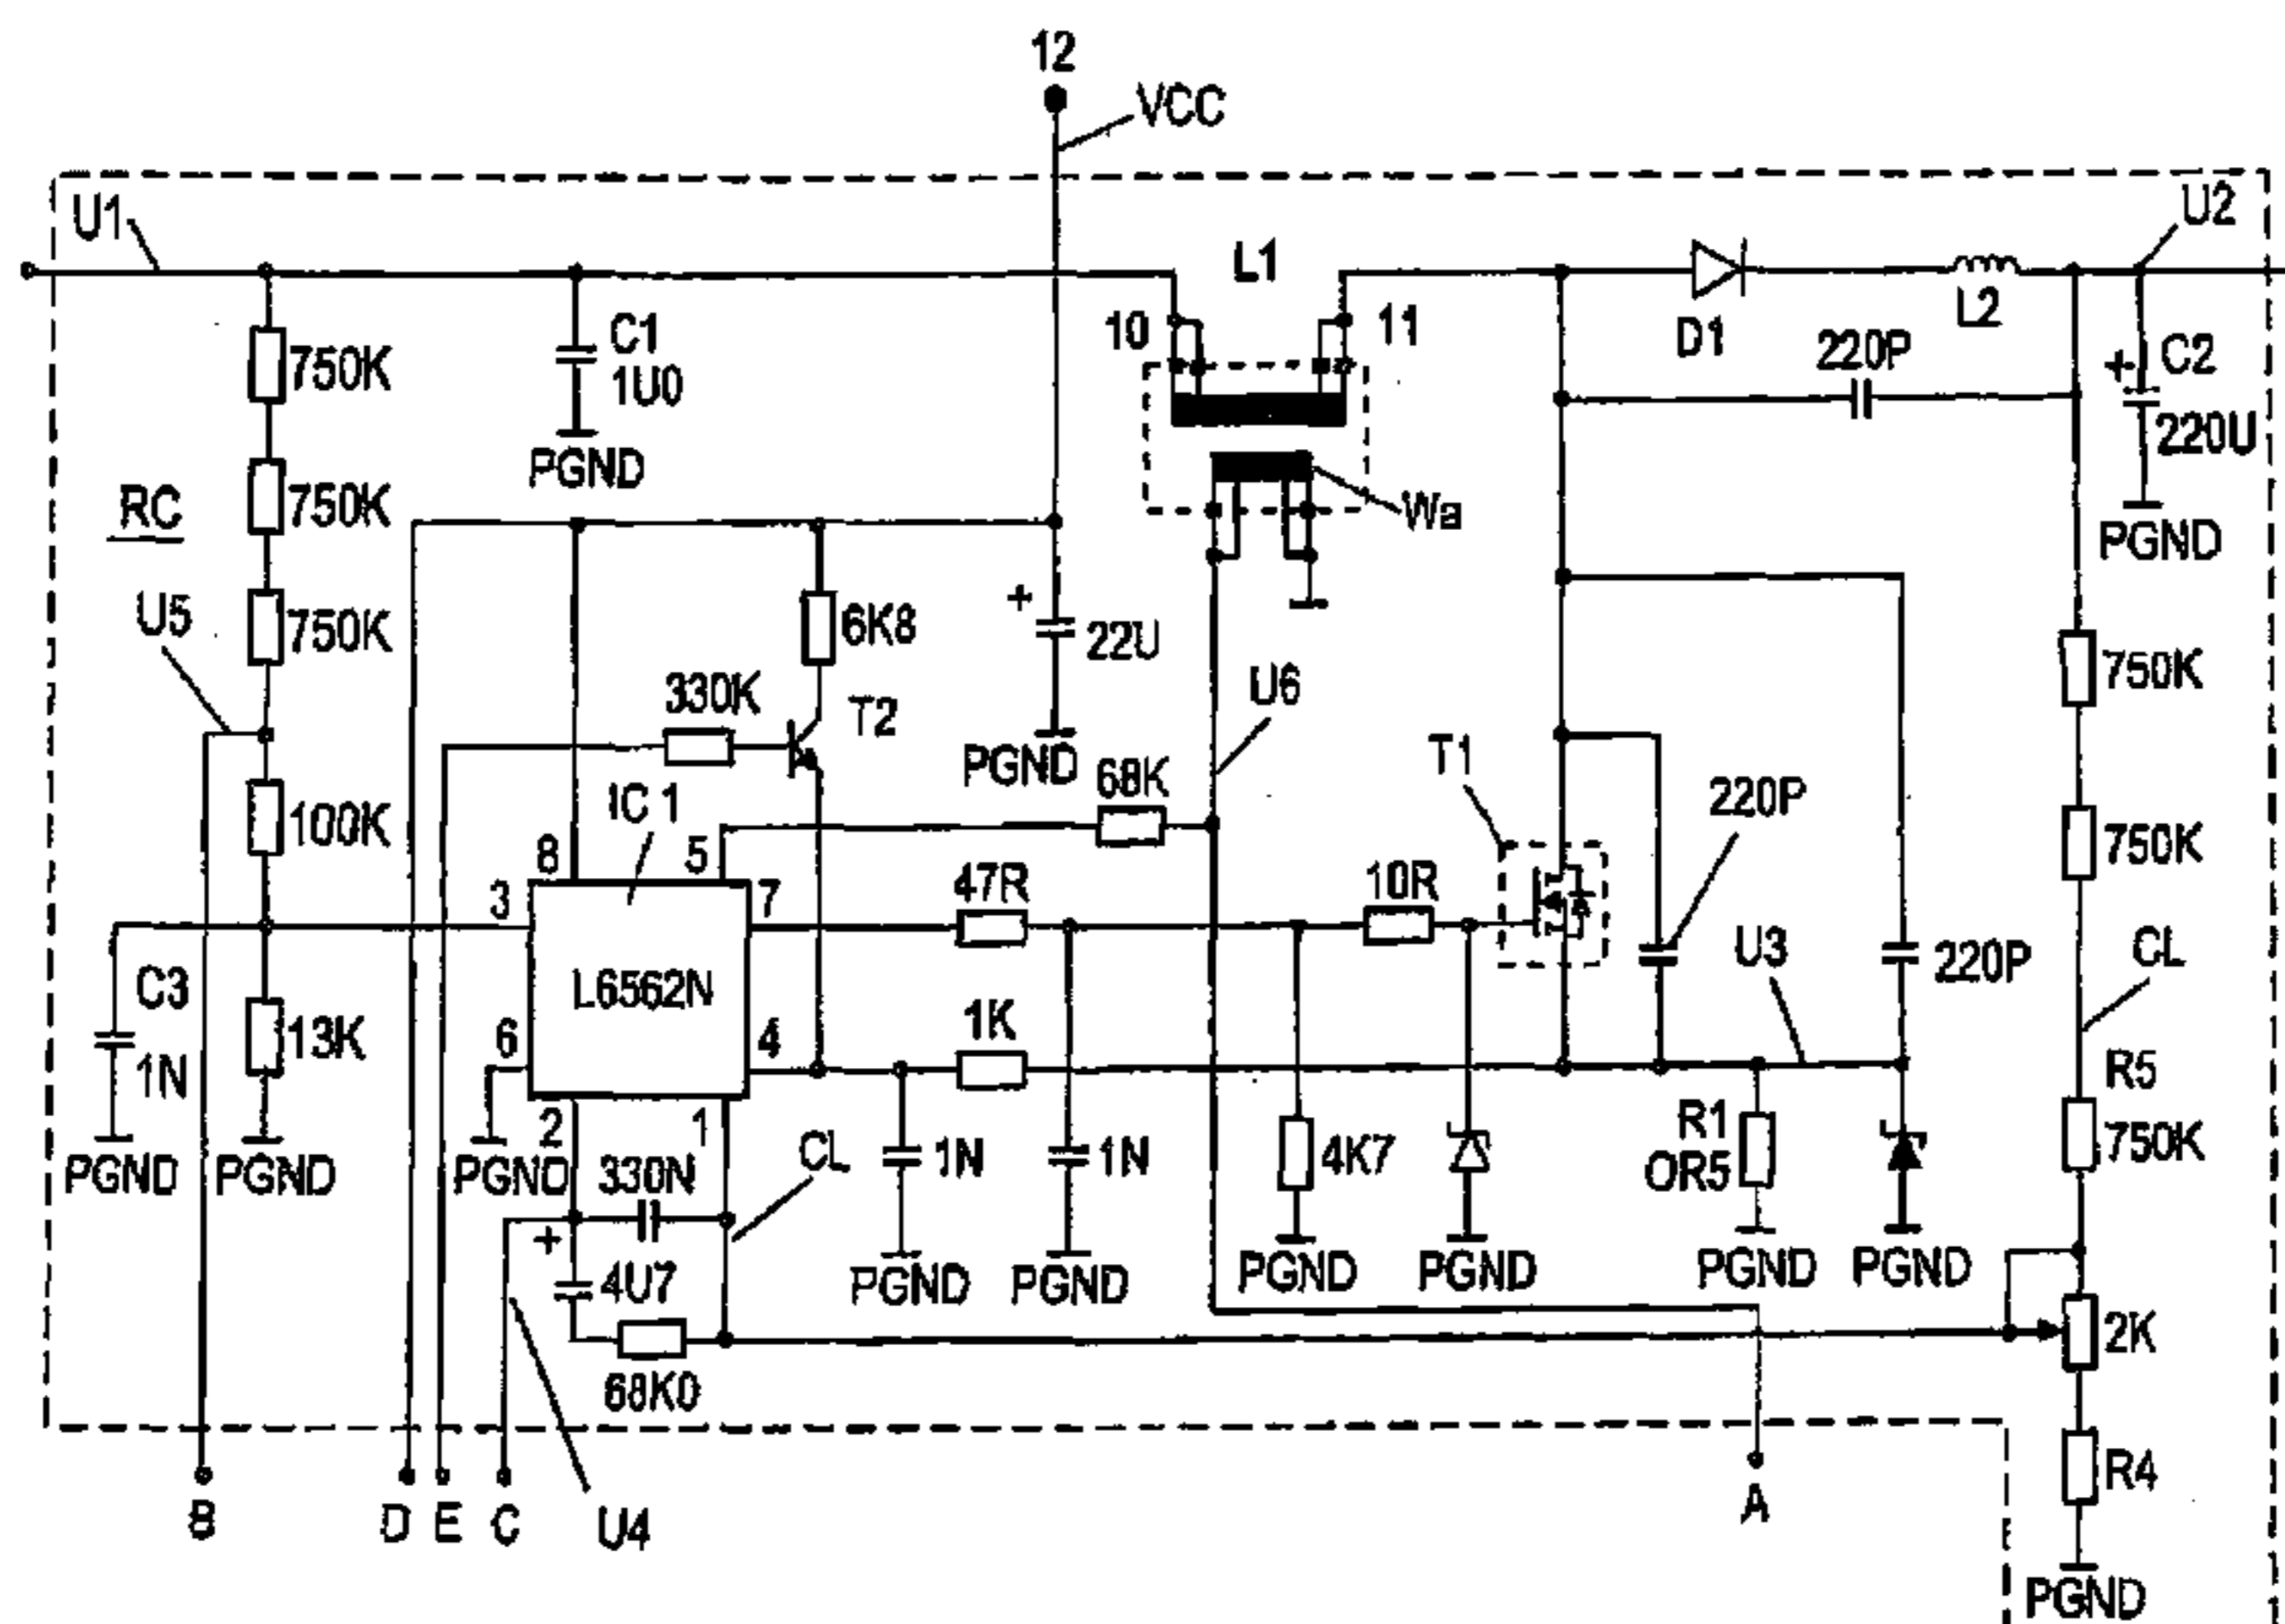 12
VCC
U1
U2
L1
10
11
D1
L2
C1
1U0
PGND
750K
220P
C2
+
220U
PGND
RC
750K
Wa
U5
750K
6K8
+
22U
PGND
U6
750K
330K
T2
T1
220P
68K
IC 1
100K
8
5
750K
3
7
47R
10R
C3
1N
L6562N
U3
220P
CL
13K
6
4
1K
R5
750K
PGND
PGND
PGND
2
1
330N
CL
1N
1N
4K7
R1
OR5
+
4U7
PGND
PGND
PGND
PGND
PGND
PGND
2K
68K0
R4
B
D
E
C
U4
A
PGND